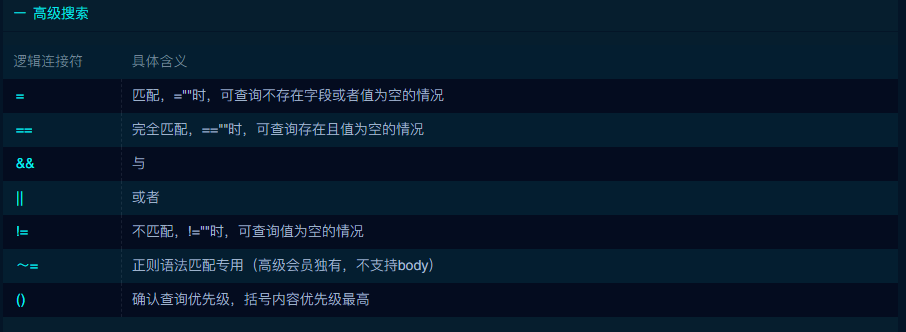 一 高级搜索
逻辑连接符 具体含义
= 匹配，=""时，可查询不存在字段或者值为空的情况
== 完全匹配，==""时，可查询存在且值为空的情况
&& 与
|| 或者
!= 不匹配，!=""时，可查询值为空的情况
～= 正则语法匹配专用（高级会员独有，不支持body）
() 确认查询优先级，括号内容优先级最高